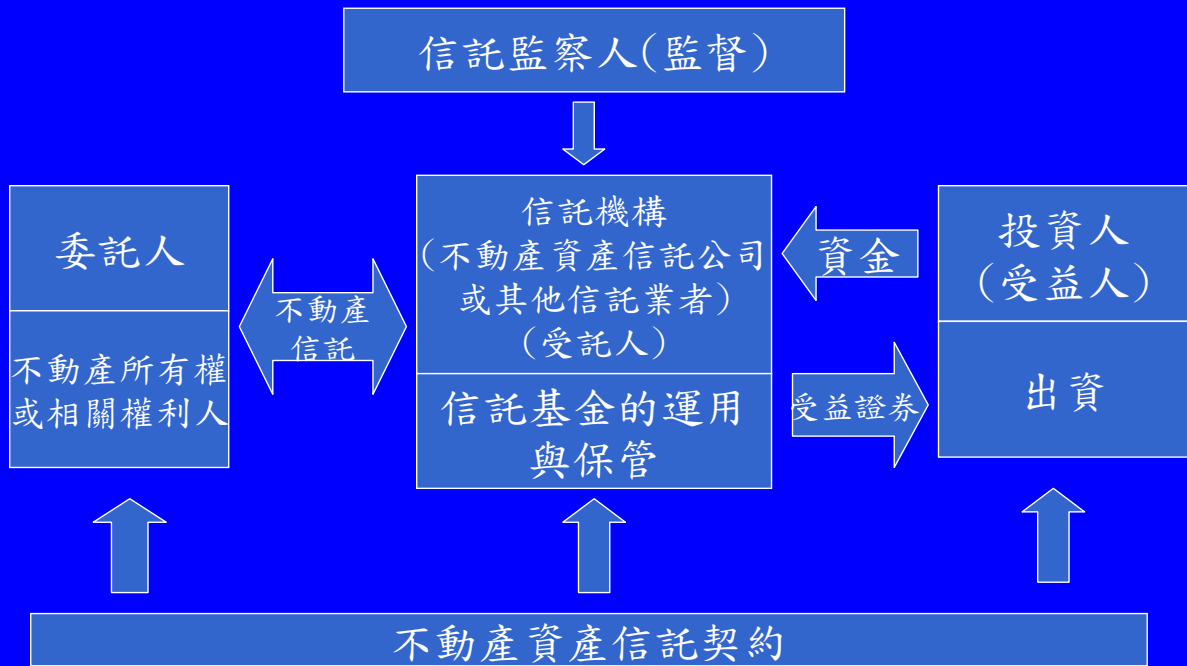 信託監察人(監督)
委託人
不動產所有權
或相關權利人
不動產
信託
信託機構
(不動產資產信託公司
或其他信託業者)
(受託人)
信託基金的運用
與保管
資金
受益證券
投資人
(受益人)
出資
不動產資產信託契約